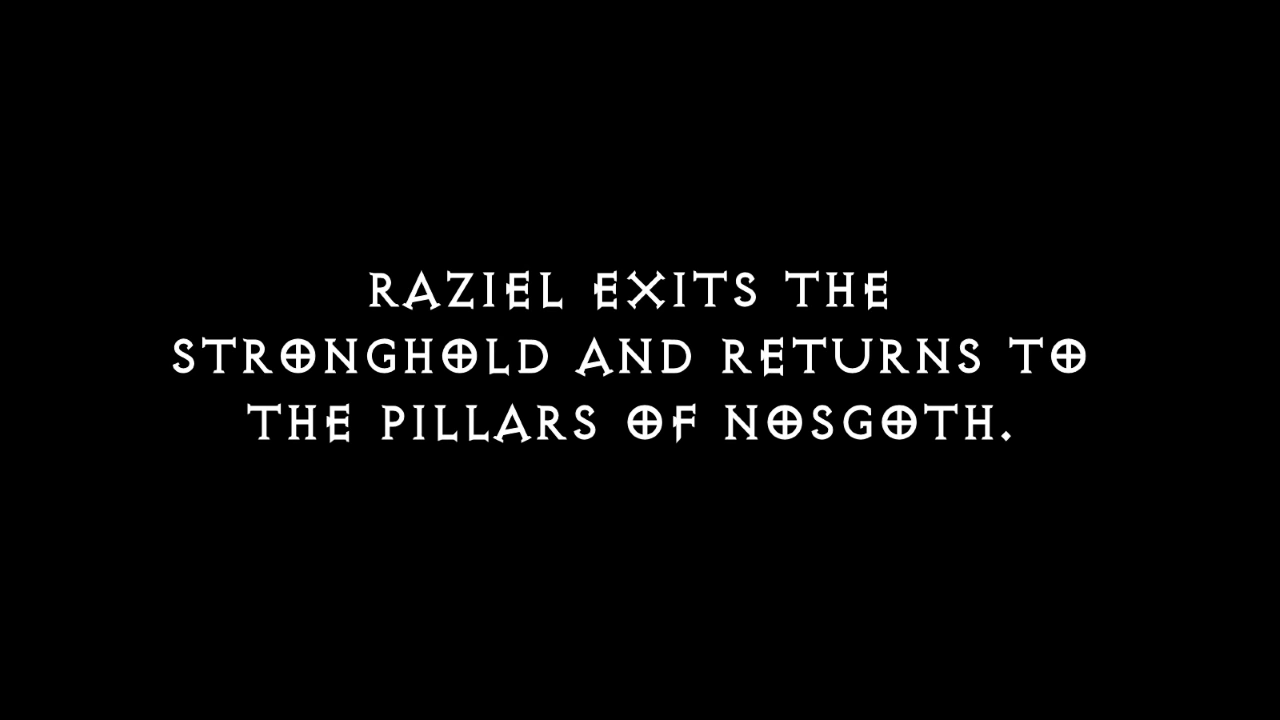 RAZIEL EXITS THE
STRONGHOLD AND RETURNS TO
THE PILLARS OF NOSGOTH.